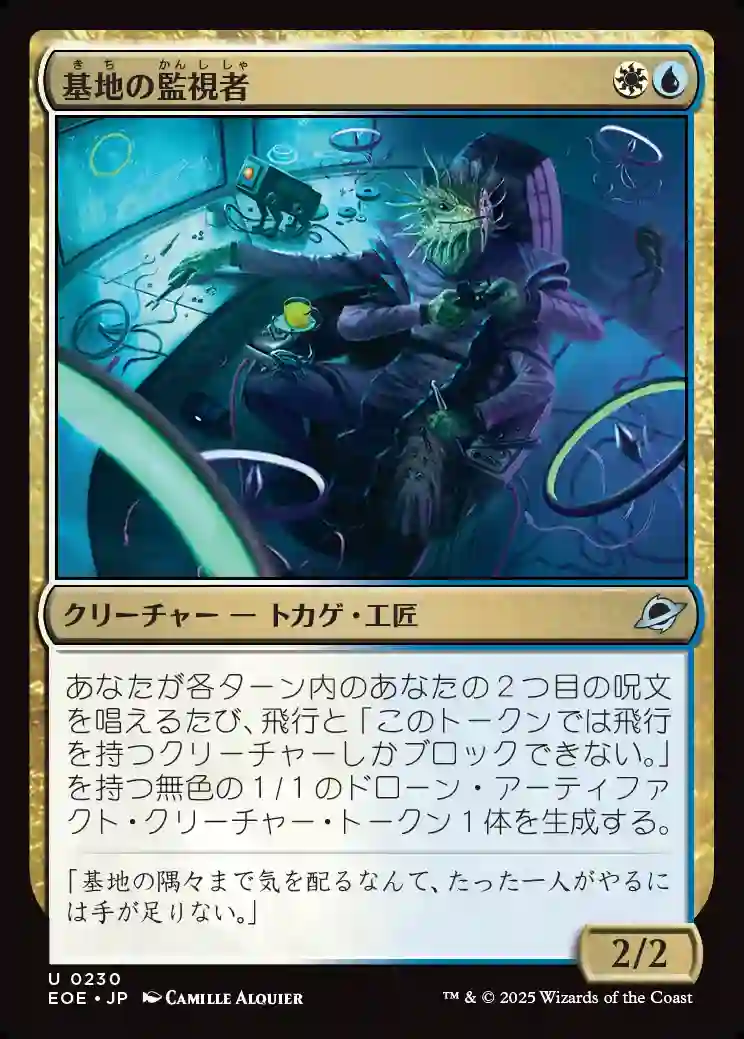 きち かんししゃ
基地の監視者
クリーチャー — トカゲ・工匠
あなたが各ターン内のあなたの2つ目の呪文
を唱えるたび、飛行と「このトークンでは飛行
を持つクリーチャーしかブロックできない。」
を持つ無色の1/1のドローン・アーティファ
クト・クリーチャー・トークン1体を生成する。
「基地の隅々まで気を配るなんて、たった一人がやるに
は手が足りない。」
2/2
U 0230
EOE • JP CAMILLE ALQUIER
™ & © 2025 Wizards of the Coast